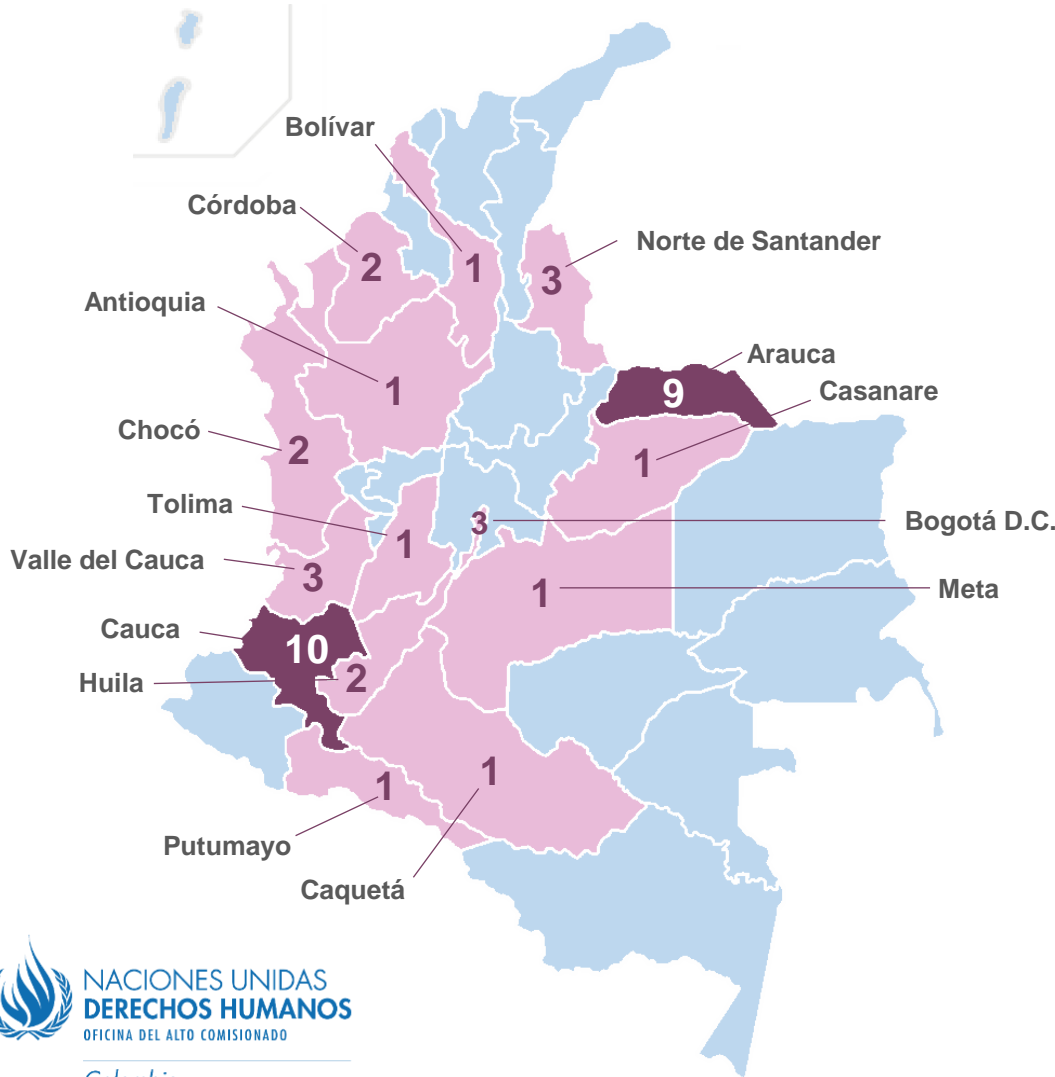 Bolívar
Córdoba
2
1
Norte de Santander
3
Antioquia
1
Arauca
9
Casanare
1
Chocó
2
Tolima
1
3
Bogotá D.C.
Valle del Cauca
3
1
Meta
Cauca
10
Huila
2
1
1
Putumayo
Caquetá
NACIONES UNIDAS
DERECHOS HUMANOS
OFICINA DEL ALTO COMISIONADO